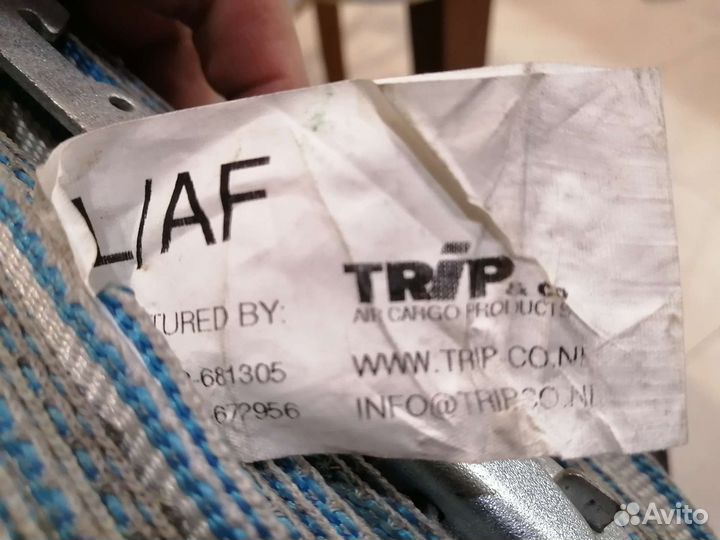 L/AF
TRIP & Co
AIR CARGO PRODUCTS
TURED BY:
-681305
WWW.TRIP.CO.NL
672956
INFO@TRIPCO.NL
Avito